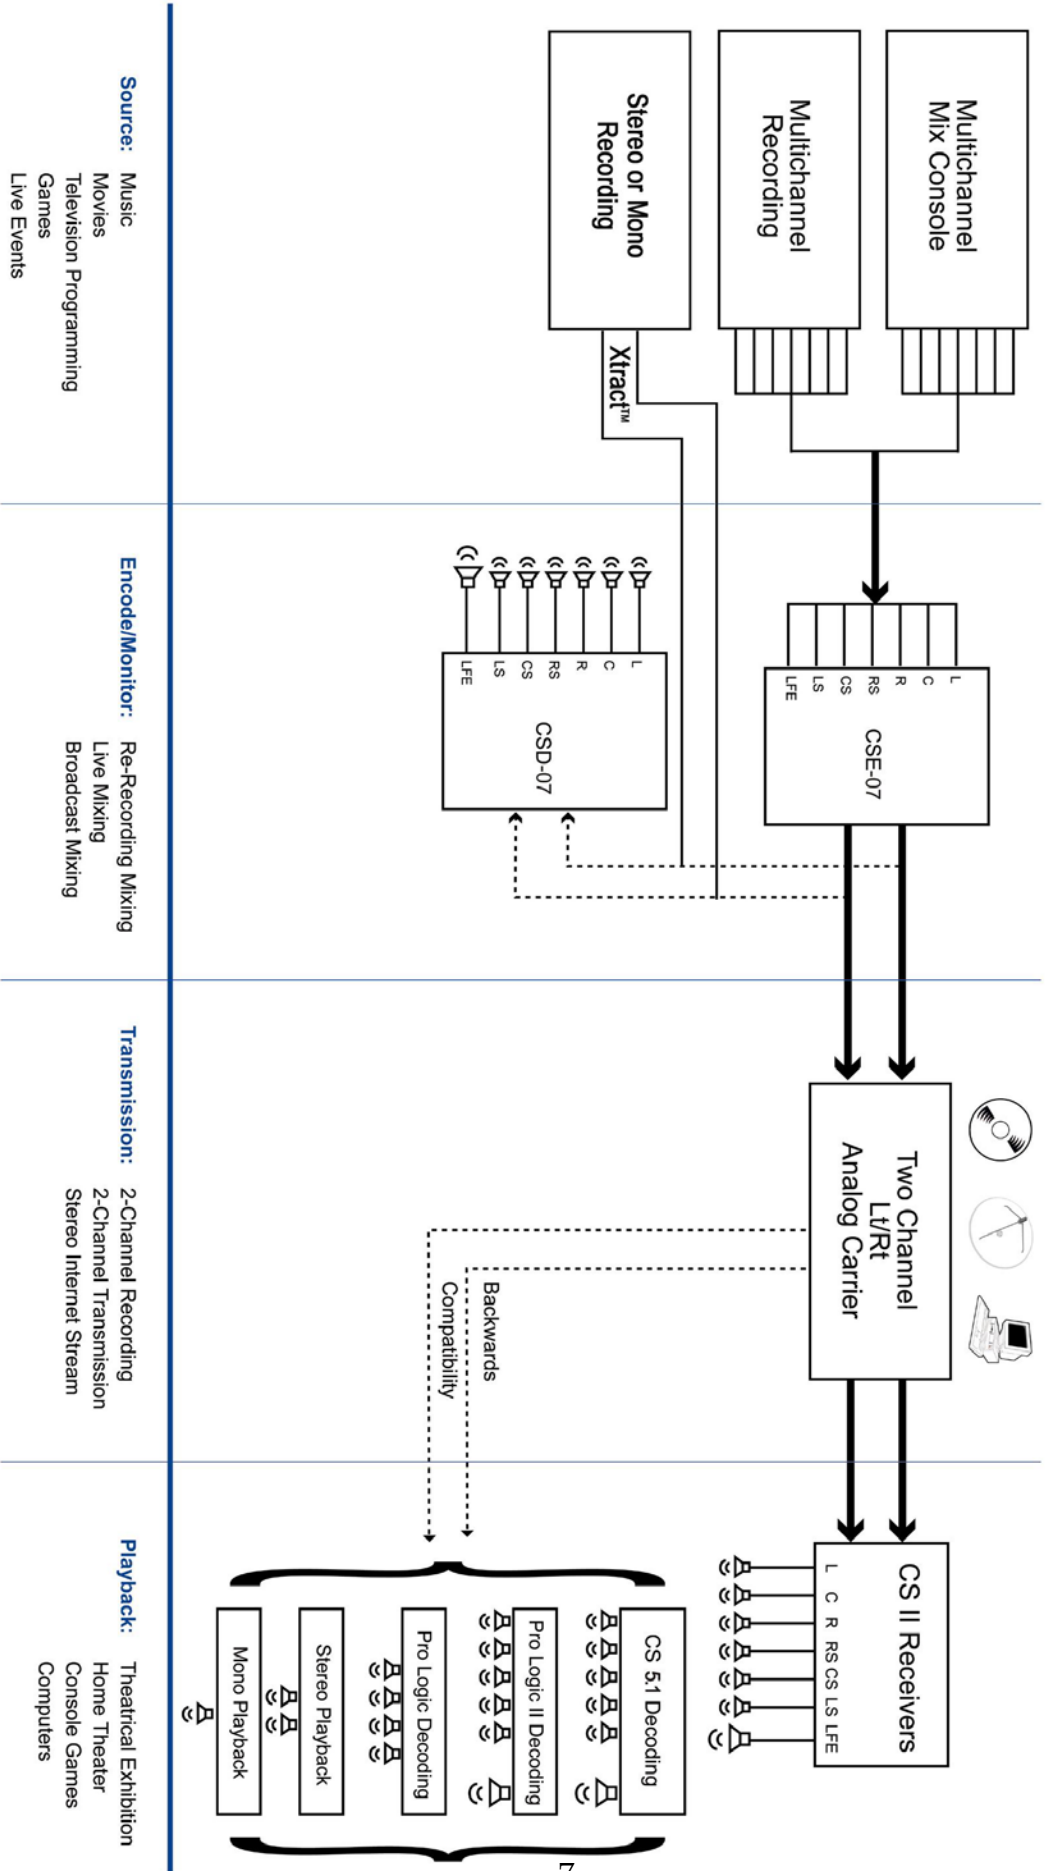 Multichannel
Mix Console
Multichannel
Recording
Stereo or Mono
Recording
Xtract™
L
C
R
RS
CS
LS
LFE
CSE-07
L
C
R
RS
CS
LS
LFE
CSD-07
Two Channel
Lt/Rt
Analog Carrier
Backwards
Compatibility
CS II Receivers
L C R RS CS LS LFE
CS 5.1 Decoding
Pro Logic II Decoding
Pro Logic Decoding
Stereo Playback
Mono Playback
Source: Music
Movies
Television Programming
Games
Live Events
Encode/Monitor: Re-Recording Mixing
Live Mixing
Broadcast Mixing
Transmission: 2-Channel Recording
2-Channel Transmission
Stereo Internet Stream
Playback: Theatrical Exhibition
Home Theater
Console Games
Computers
7